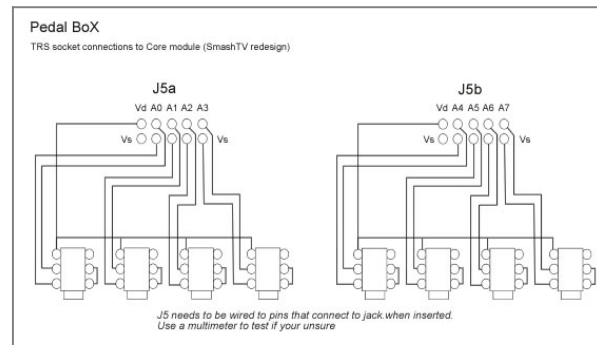 Pedal BoX
TRS socket connections to Core module (SmashTV redesign)
J5a
J5b
Vd A0 A1 A2 A3
Vd A4 A5 A6 A7
Vs Vs
Vs Vs
J5 needs to be wired to pins that connect to jack.when inserted.
Use a multimeter to test if your unsure